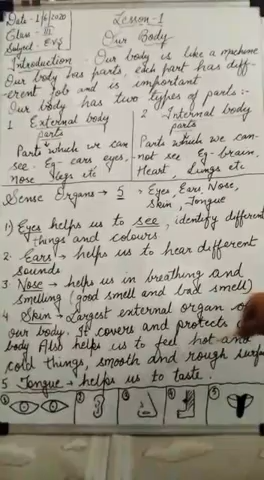 Date - 1/6/2020
Class - III
Subject - EVS
Lesson-1
Our Body
Introduction - Our body is like a machine
Our body has parts, each part has diff-
erent job and is important
Our body has two types of parts:-
1 External body parts
Parts which we can
see. Eg- ears eyes,
Nose legs etc
2 Internal body parts
Parts which we can-
not see. Eg- brain,
Heart, Lungs etc
Sense Organs → 5 → Eyes, Ears, Nose,
Skin, Tongue
1) Eyes helps us to see, identify different
things and colours.
2. Ears → helps us to hear different
sounds
3 Nose → helps us in breathing and
smelling (good smell and bad smell)
4 Skin → Largest external organ
our body. It covers and protects
body Also helps us to feel hot and
cold things, smooth and rough
5 Tongue → helps us to taste.
1 2 3 4 5